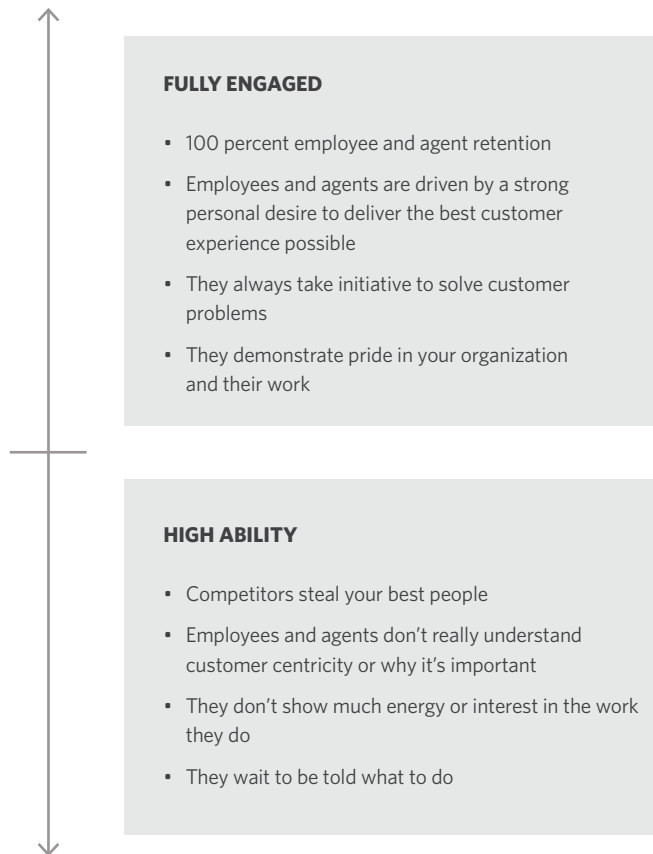 FULLY ENGAGED
• 100 percent employee and agent retention
• Employees and agents are driven by a strong
personal desire to deliver the best customer
experience possible
• They always take initiative to solve customer
problems
• They demonstrate pride in your organization
and their work
HIGH ABILITY
• Competitors steal your best people
• Employees and agents don’t really understand
customer centricity or why it’s important
• They don’t show much energy or interest in the work
they do
• They wait to be told what to do